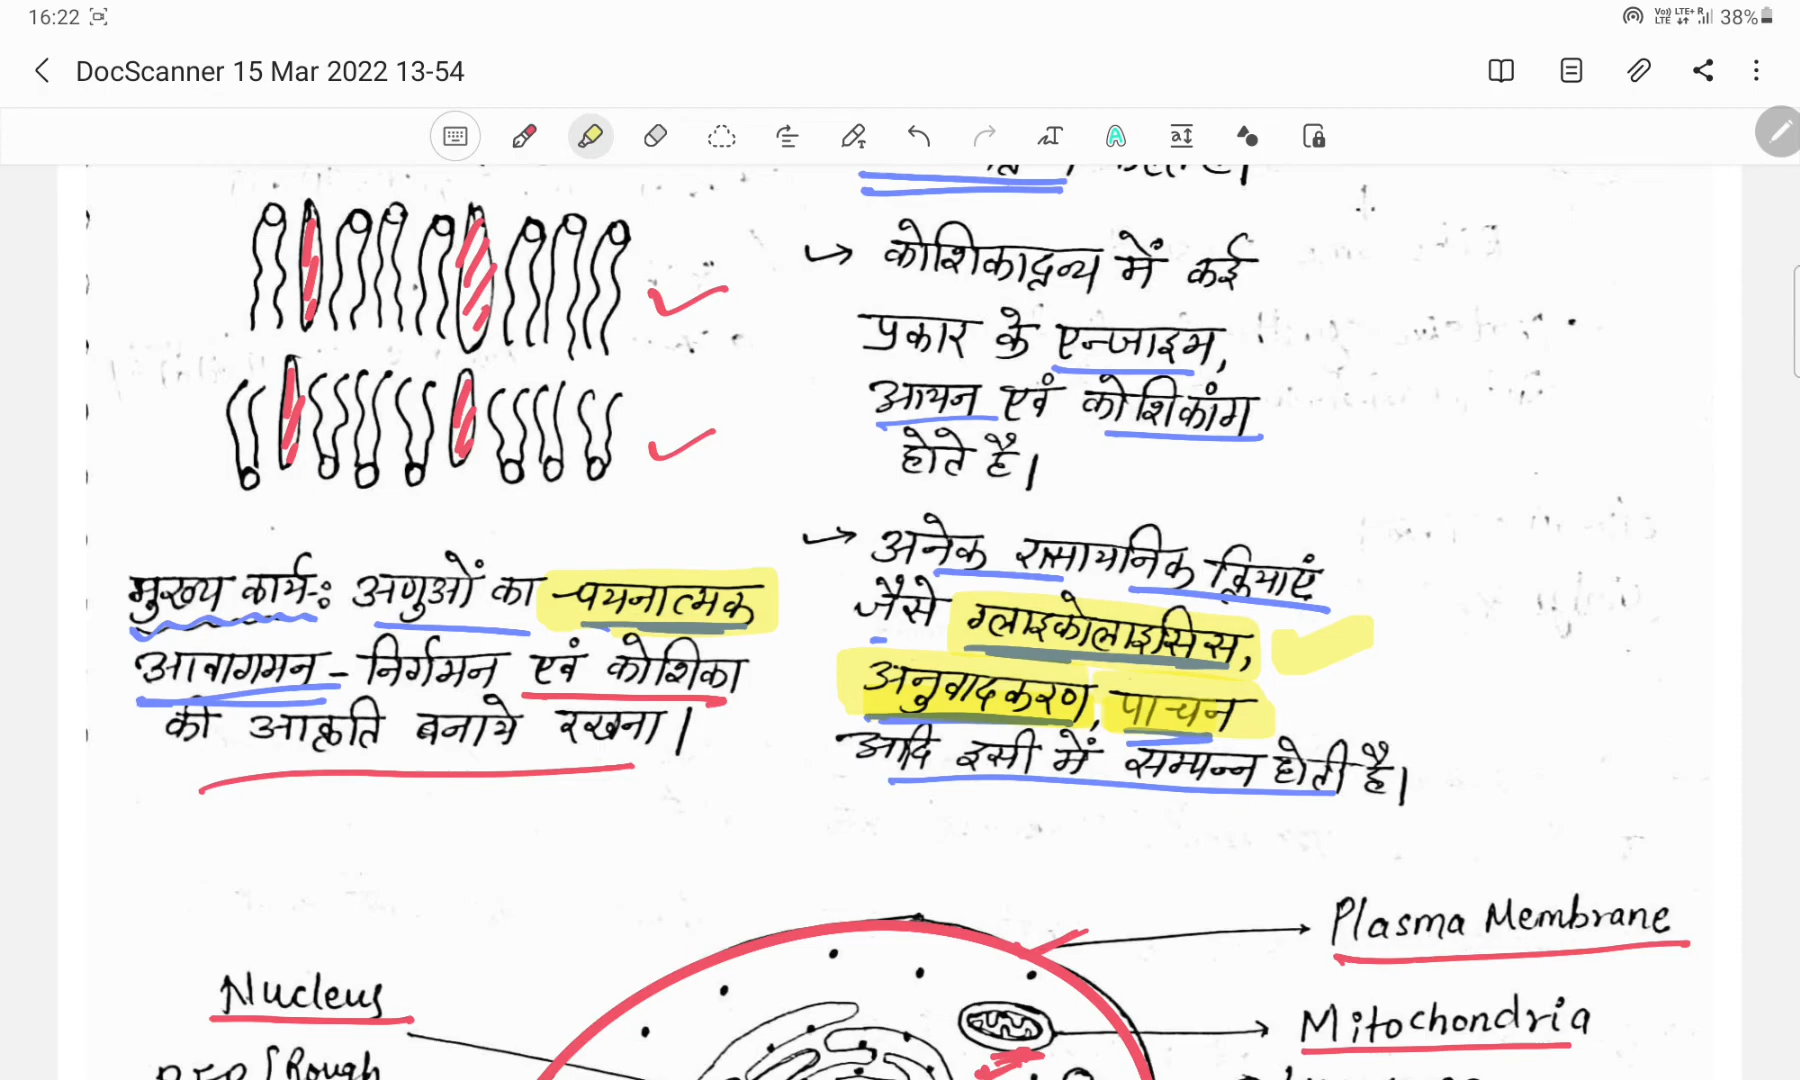 16:22
38%
DocScanner 15 Mar 2022 13-54
कोशिकाद्रव्य में कई
प्रकार के एन्जाइम,
आयन एवं कोशिकांग
होते है।
मुख्य कार्य:- अणुओं का चयनात्मक
आवागमन - निर्गमन एवं कोशिका
की आकृति बनाये रखना।
अनेक रासायनिक क्रियाएं
जैसे ग्लाइकोलाइसिस,
अनुवादकरण, पाचन
आदि इसी में सम्पन्न होती है।
Plasma Membrane
Nucleus
Mitochondria
Rough